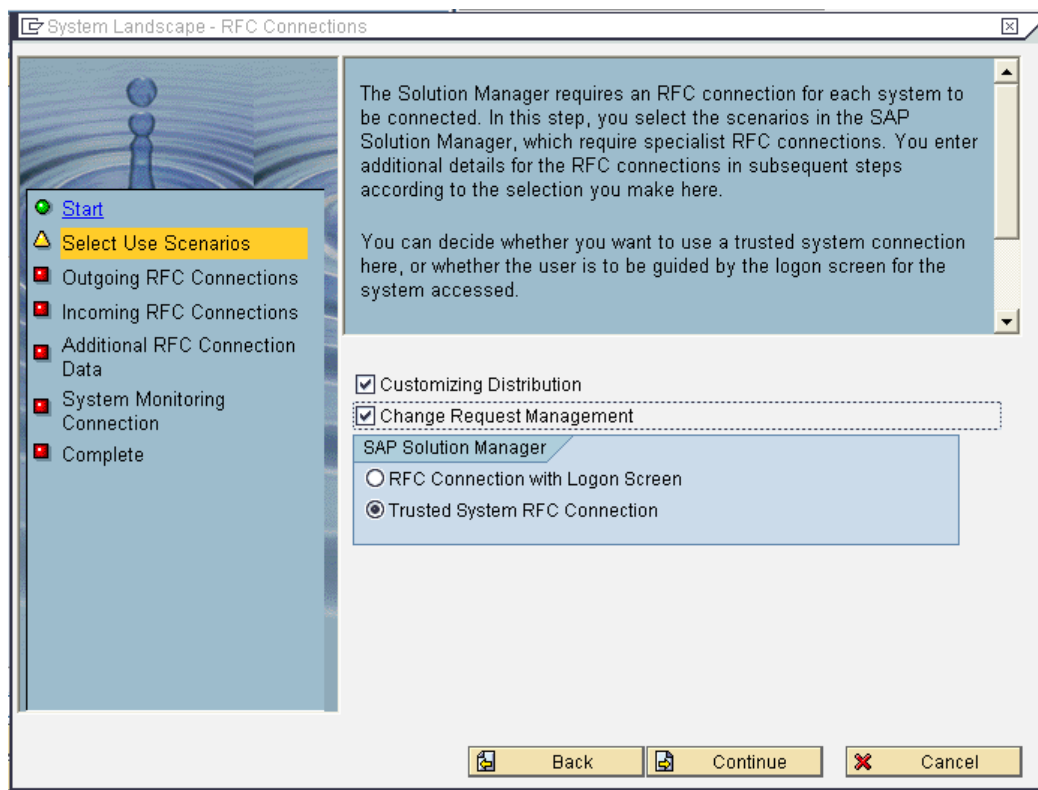 System Landscape - RFC Connections
The Solution Manager requires an RFC connection for each system to
be connected. In this step, you select the scenarios in the SAP
Solution Manager, which require specialist RFC connections. You enter
additional details for the RFC connections in subsequent steps
according to the selection you make here.
You can decide whether you want to use a trusted system connection
here, or whether the user is to be guided by the logon screen for the
system accessed.
Start
Select Use Scenarios
Outgoing RFC Connections
Incoming RFC Connections
Additional RFC Connection
Data
System Monitoring
Connection
Complete
Customizing Distribution
Change Request Management
SAP Solution Manager
RFC Connection with Logon Screen
Trusted System RFC Connection
Back Continue Cancel